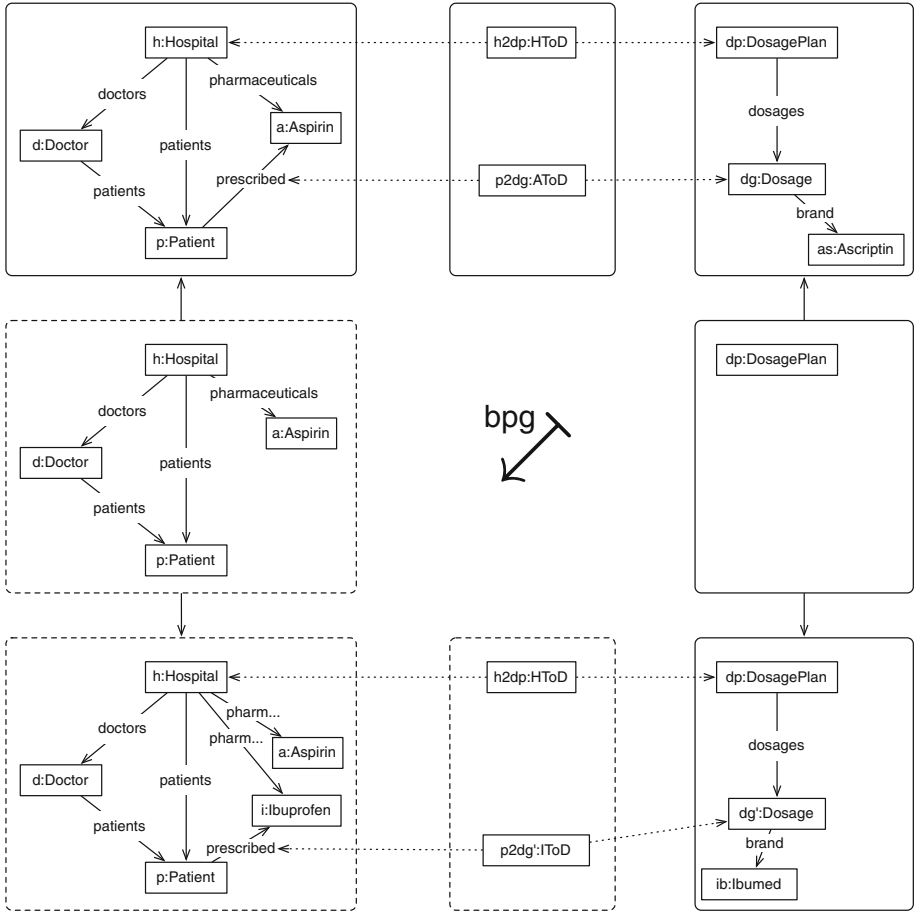 h:Hospital
h2dp:HToD
dp:DosagePlan
pharmaceuticals
doctors
dosages
a:Aspirin
d:Doctor
patients
prescribed
p2dg:AToD
dg:Dosage
patients
brand
p:Patient
as:Ascriptin
h:Hospital
dp:DosagePlan
pharmaceuticals
doctors
bpg
a:Aspirin
d:Doctor
patients
patients
p:Patient
h:Hospital
h2dp:HToD
dp:DosagePlan
pharm...
doctors
pharm...
dosages
a:Aspirin
d:Doctor
patients
i:Ibuprofen
dg':Dosage
patients
prescribed
p2dg':IToD
brand
p:Patient
ib:Ibumed